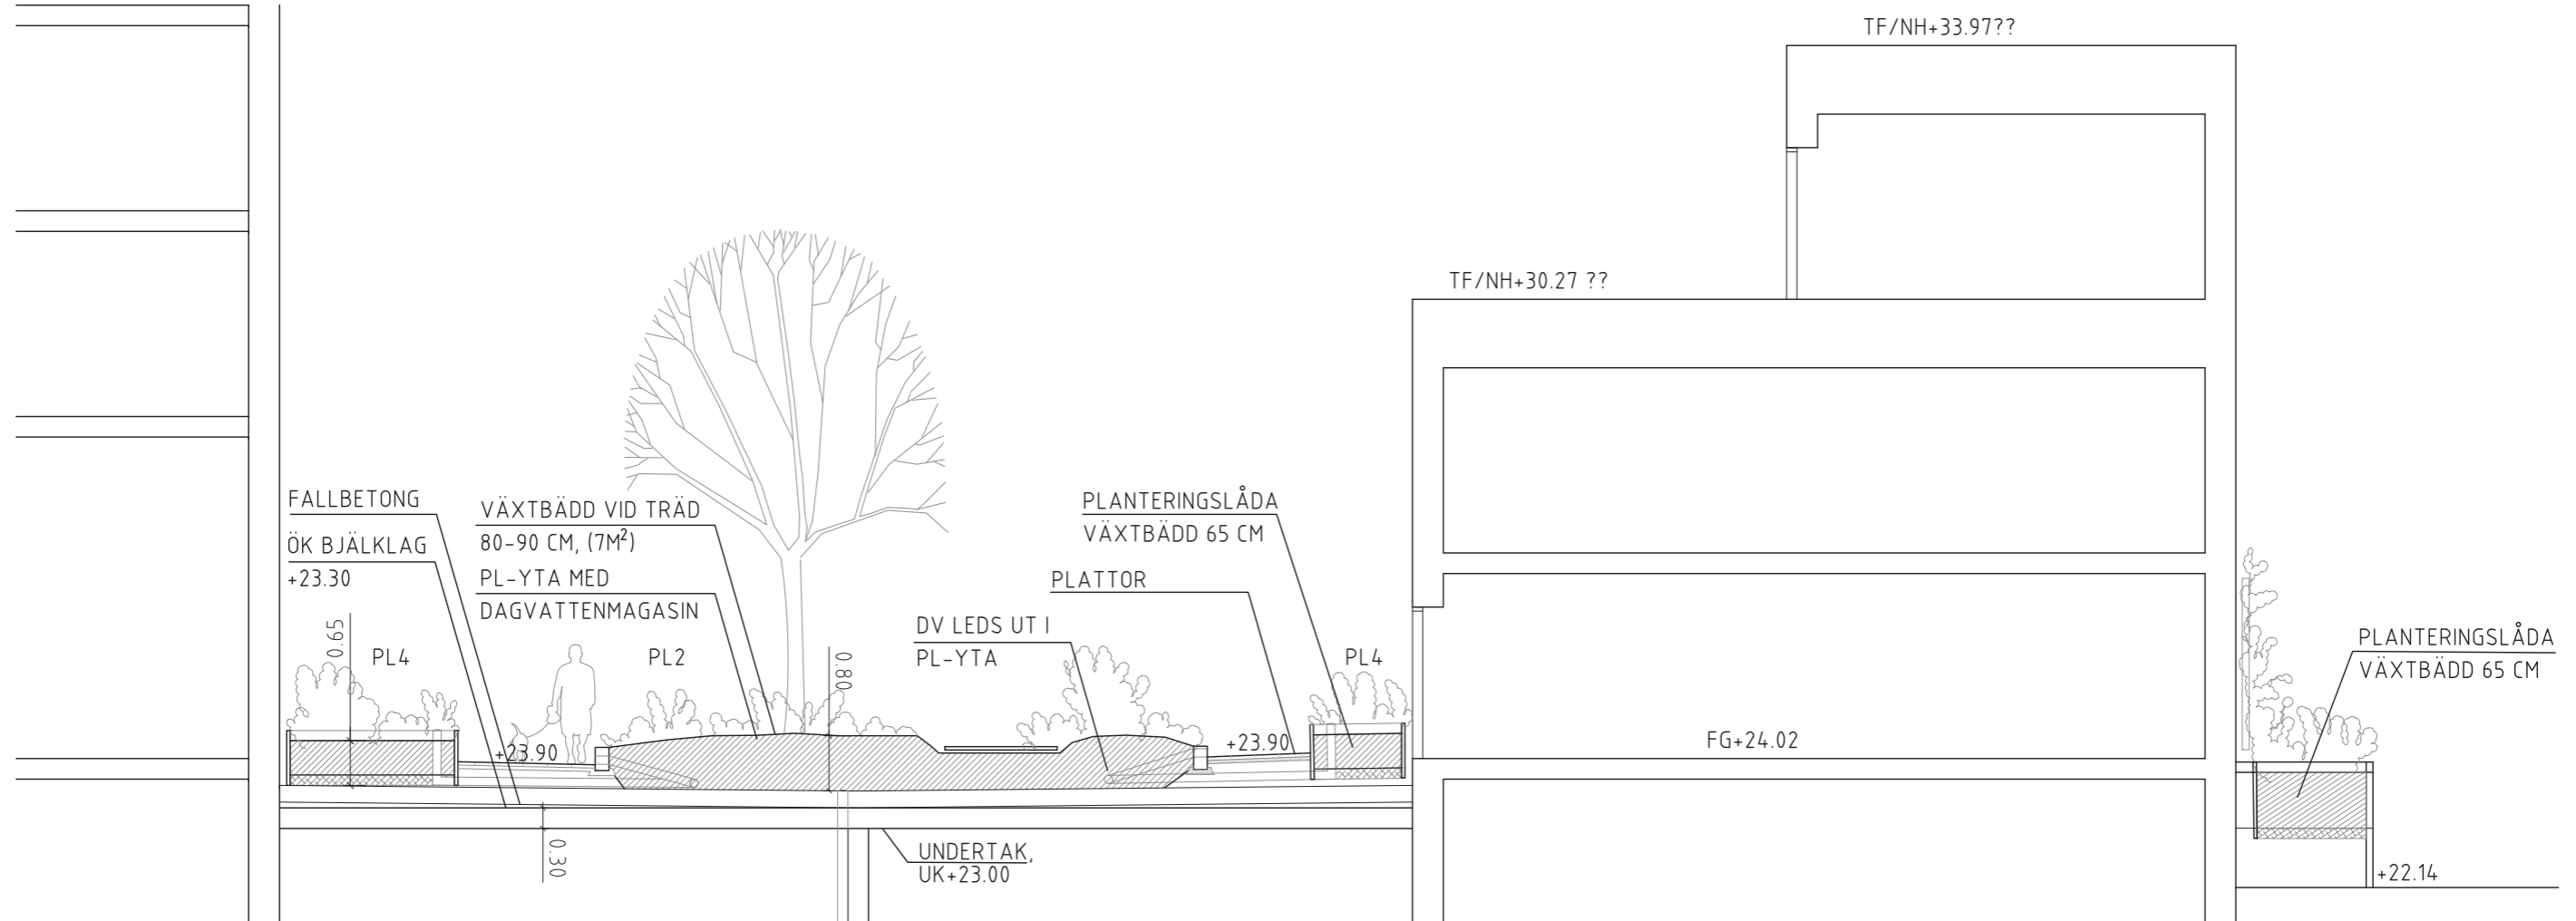 TF/NH+33.97??
TF/NH+30.27 ??
FALLBETONG
ÖK BJÄLKLAG
+23.30
VÄXTBÄDD VID TRÄD
80-90 CM, (7M²)
PL-YTA MED
DAGVATTENMAGASIN
PLANTERINGSLÅDA
VÄXTBÄDD 65 CM
PLATTOR
DV LEDS UT I
PL-YTA
0.65
PL4
PL2
0.80
PL4
PLANTERINGSLÅDA
VÄXTBÄDD 65 CM
+23.90
+23.90
FG+24.02
0.30
UNDERTAK,
UK+23.00
+22.14